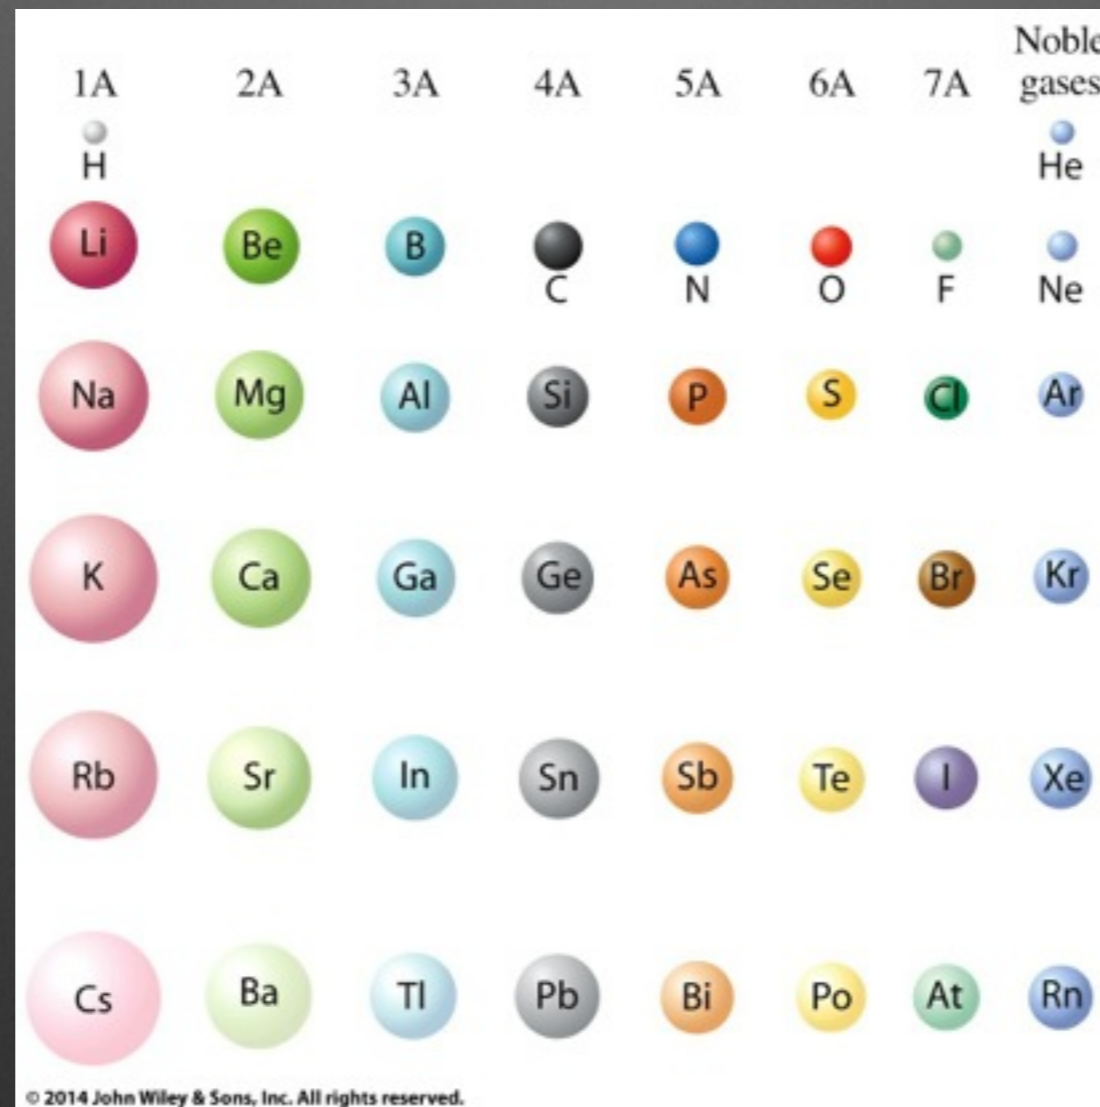 Noble
1A 2A 3A 4A 5A 6A 7A gases
H He
Li Be B C N O F Ne
Na Mg Al Si P S Cl Ar
K Ca Ga Ge As Se Br Kr
Rb Sr In Sn Sb Te I Xe
Cs Ba Tl Pb Bi Po At Rn
© 2014 John Wiley & Sons, Inc. All rights reserved.